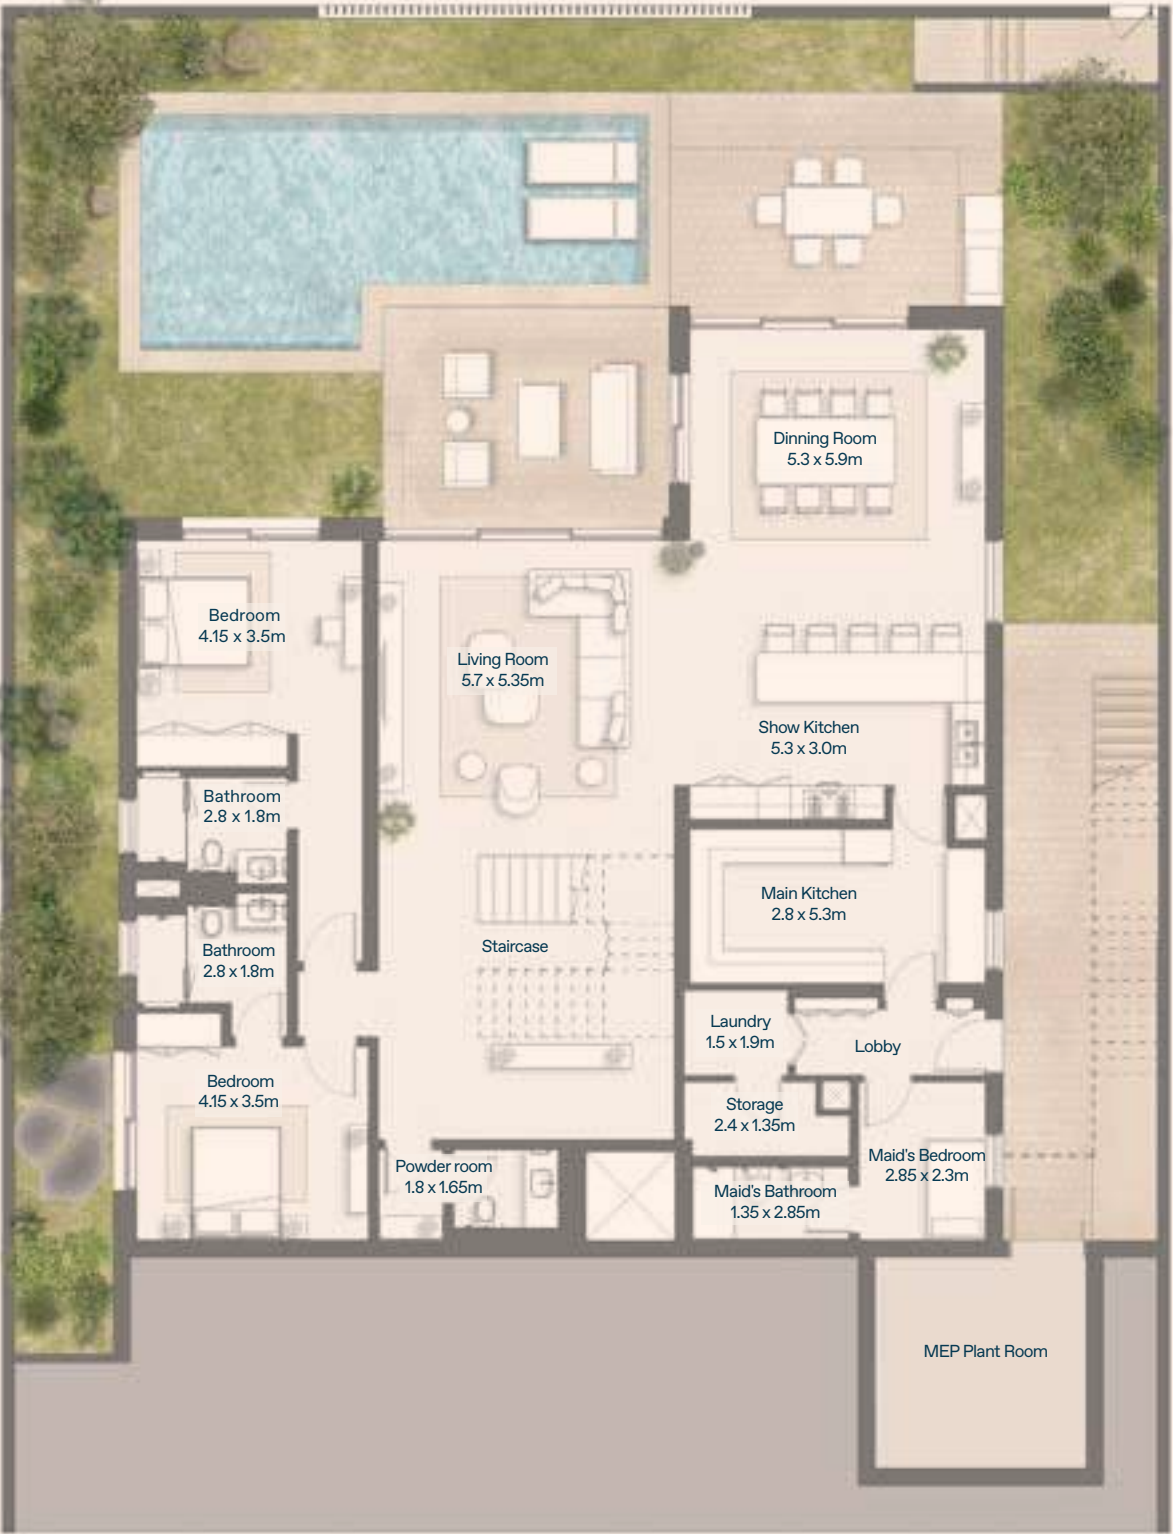 Dinning Room
5.3 x 5.9m
Bedroom
4.15 x 3.5m
Living Room
5.7 x 5.35m
Show Kitchen
5.3 x 3.0m
Bathroom
2.8 x 1.8m
Main Kitchen
2.8 x 5.3m
Staircase
Bathroom
2.8 x 1.8m
Laundry
1.5 x 1.9m
Lobby
Bedroom
4.15 x 3.5m
Storage
2.4 x 1.35m
Powder room
1.8 x 1.65m
Maid's Bedroom
2.85 x 2.3m
Maid's Bathroom
1.35 x 2.85m
MEP Plant Room